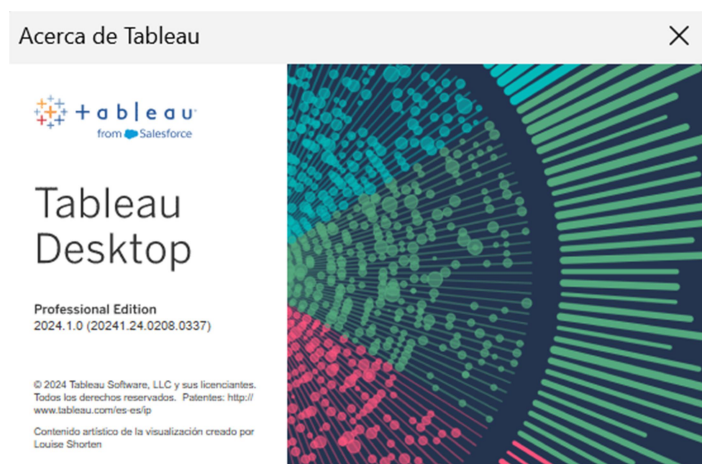 Acerca de Tableau
+ableau
from Salesforce
Tableau
Desktop
Professional Edition
2024.1.0 (20241.24.0208.0337)
© 2024 Tableau Software, LLC y sus licenciantes.
Todos los derechos reservados. Patentes: http://
www.tableau.com/es-es/ip
Contenido artístico de la visualización creado por
Louise Shorten